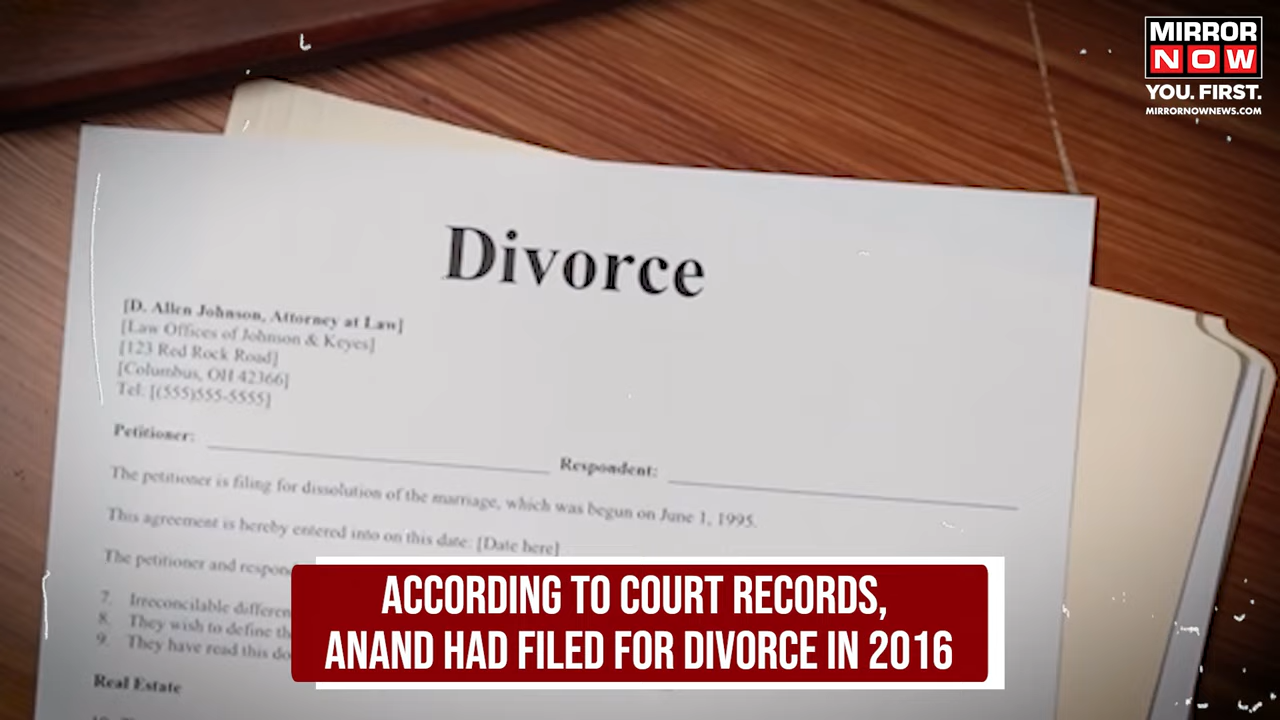 MIRROR
NOW
YOU. FIRST.
MIRRORNOWNEWS.COM
Divorce
[D. Allen Johnson, Attorney at Law]
[Law Offices of Johnson & Keyes]
[123 Red Rock Road]
[Columbus, OH 42366]
Tel: [(555)555-5555]
Petitioner: Respondent:
The petitioner is filing for dissolution of the marriage, which was begun on June 1, 1995.
This agreement is hereby entered into on this date: [Date here]
The petitioner and respon
7. Irreconcilable differen
8. They wish to define th
9. They have read this do
Real Estate
ACCORDING TO COURT RECORDS,
ANAND HAD FILED FOR DIVORCE IN 2016